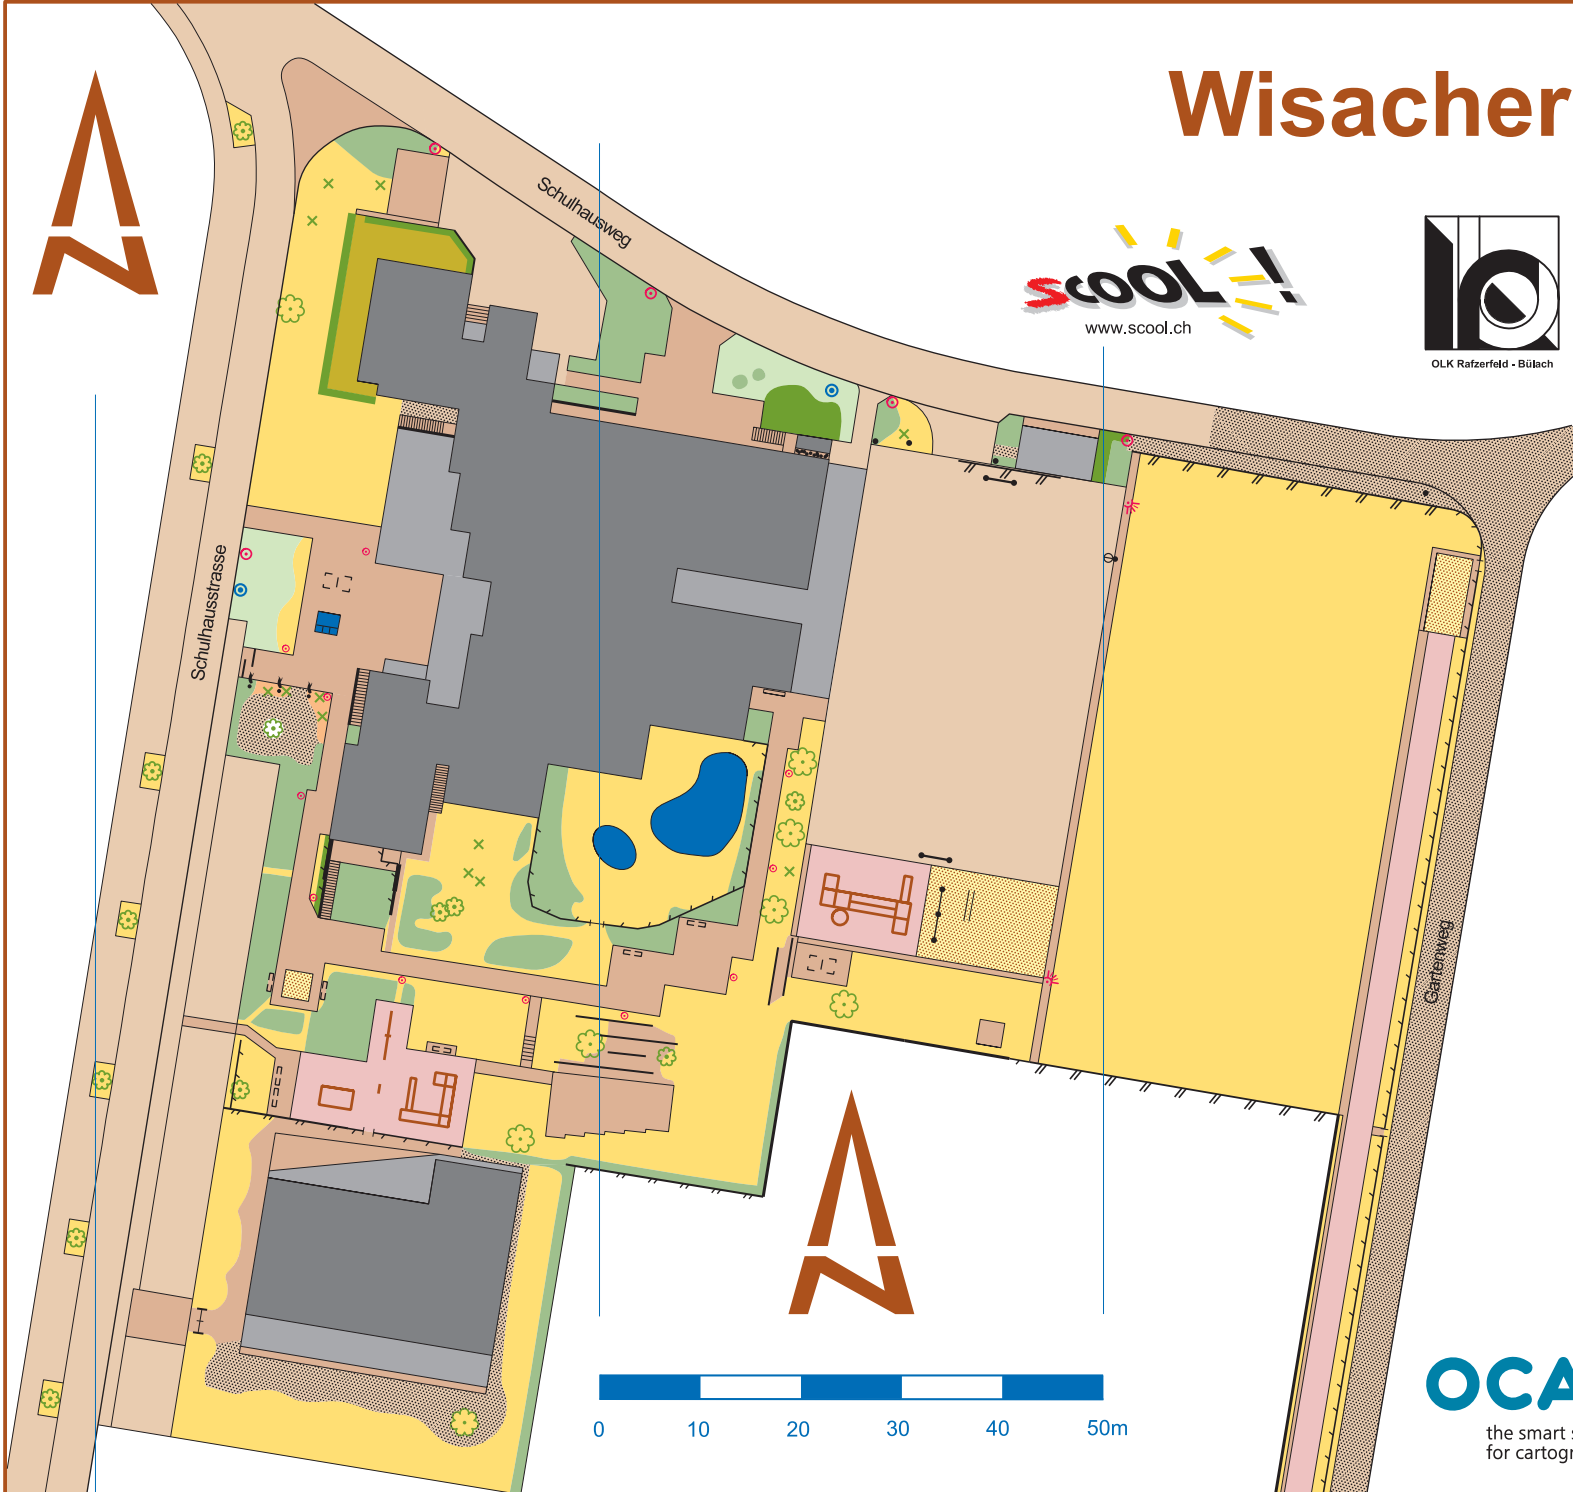 Wisacher
Schulhausweg
scool!
www.scool.ch
OLK Rafzerfeld - Bülach
Schulhausstrasse
Gartenweg
0 10 20 30 40 50m
OCA
the smart s
for cartogr